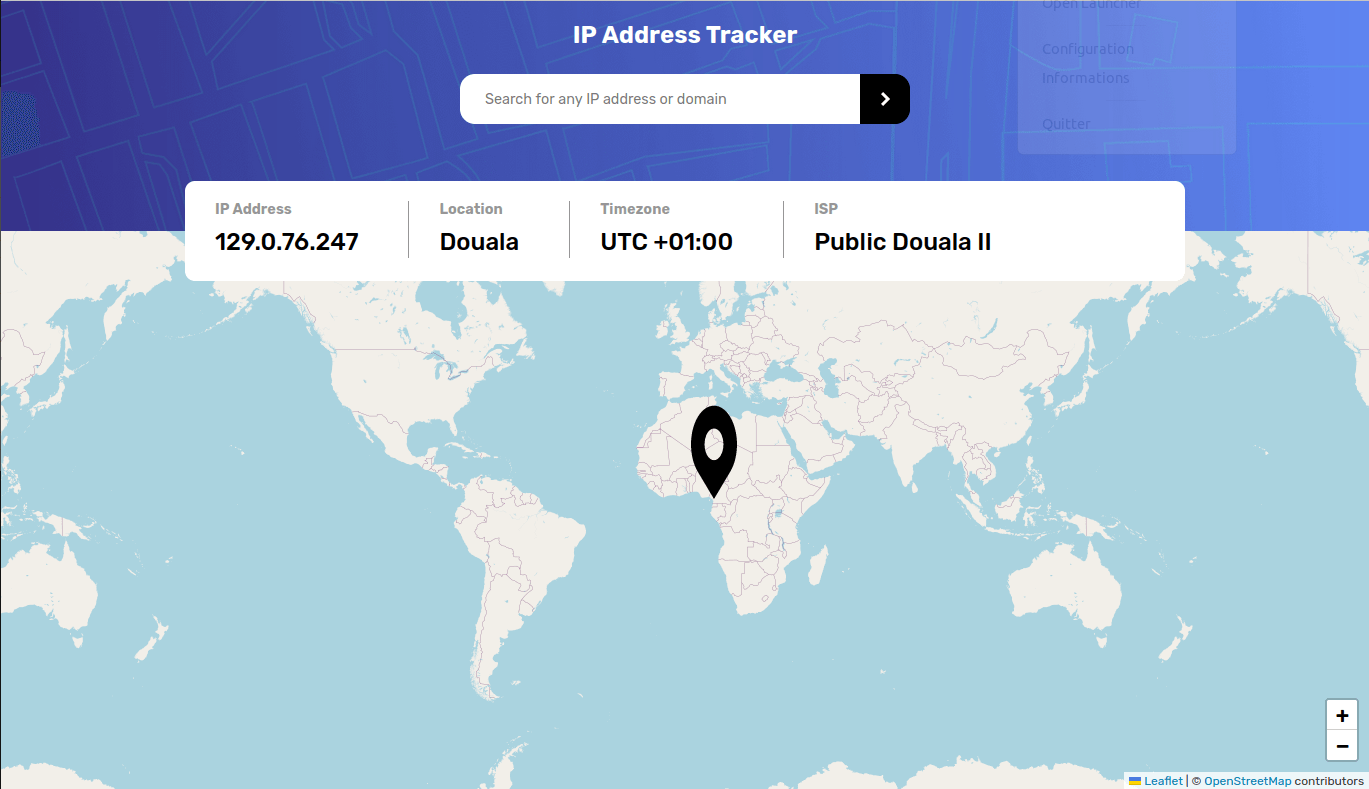 Open Launcher
IP Address Tracker
Configuration
Informations
Search for any IP address or domain
Quitter
IP Address
129.0.76.247
Location
Douala
Timezone
UTC +01:00
ISP
Public Douala II
+
−
Leaflet | © OpenStreetMap contributors